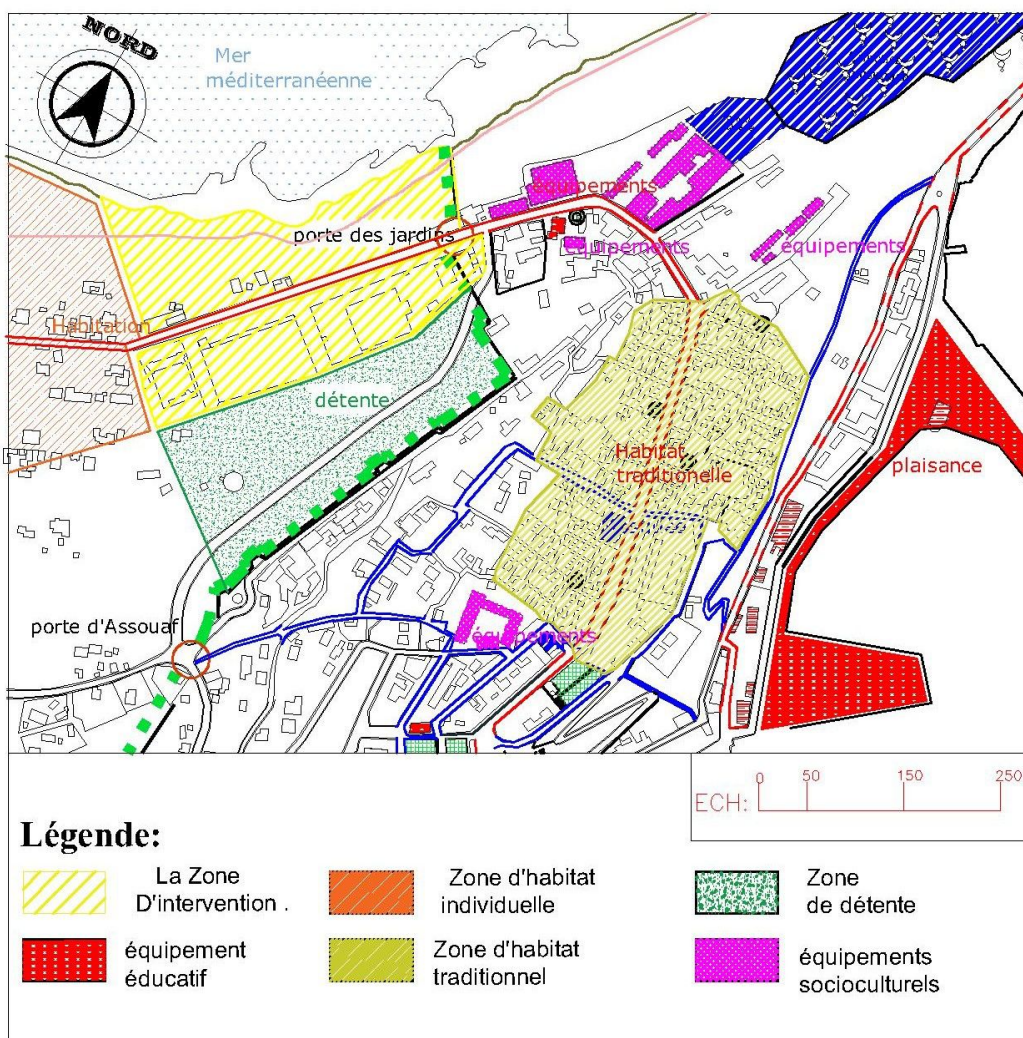 NORD
Mer
méditerranéenne
équipements
porte des jardins
équipements
équipements
Habitation
détente
Habitat
traditionelle
plaisance
porte d'Assouaf
équipements
ECH:
0
50
150
250
Légende:
La Zone
D'intervention .
Zone d'habitat
individuelle
Zone
de détente
équipement
éducatif
Zone d'habitat
traditionnel
équipements
socioculturels